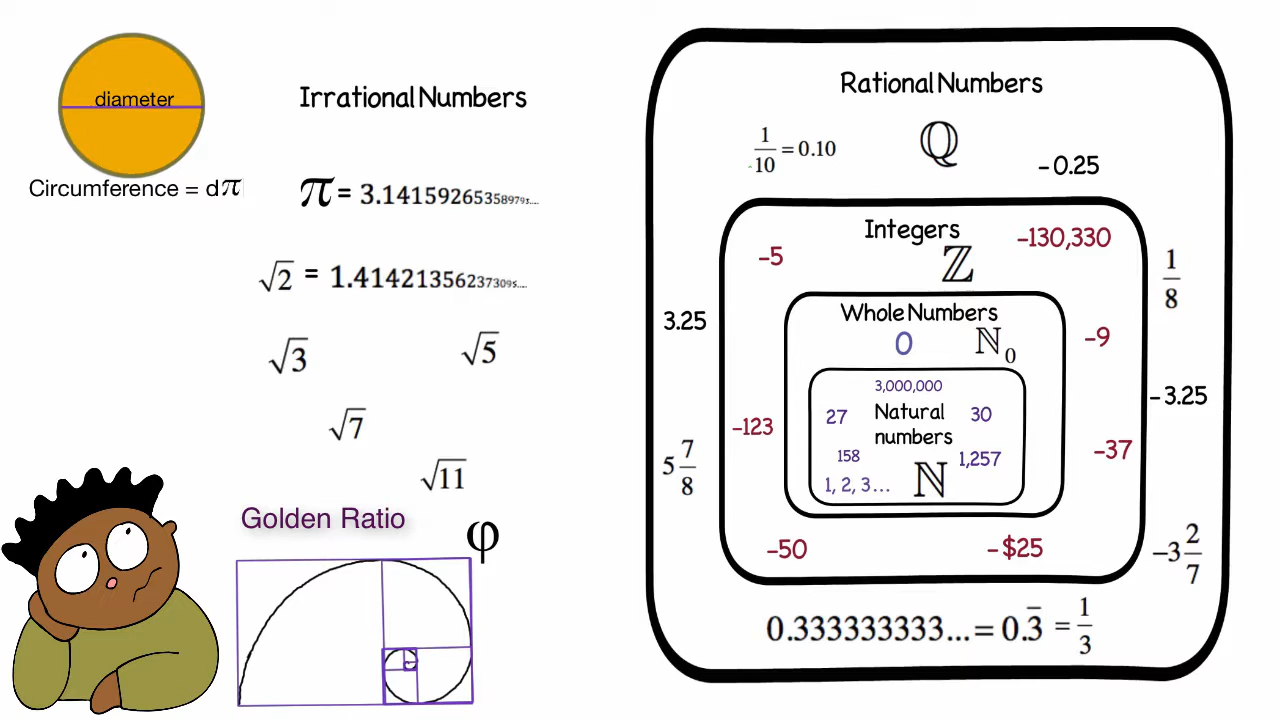 diameter
Circumference = dπ
Irrational Numbers
π = 3.141592653589793....
√2 = 1.414213562373095....
√3
√5
√7
√11
Golden Ratio
φ
Rational Numbers
ℚ
1/10 = 0.10
-0.25
3.25
1/8
-3.25
5 7/8
-3 2/7
0.333333333... = 0.3̅ = 1/3
Integers
ℤ
-5
-130,330
-9
-123
-37
-50
-$25
Whole Numbers
0
ℕ₀
3,000,000
27
Natural
numbers
30
158
1,257
1, 2, 3...
ℕ